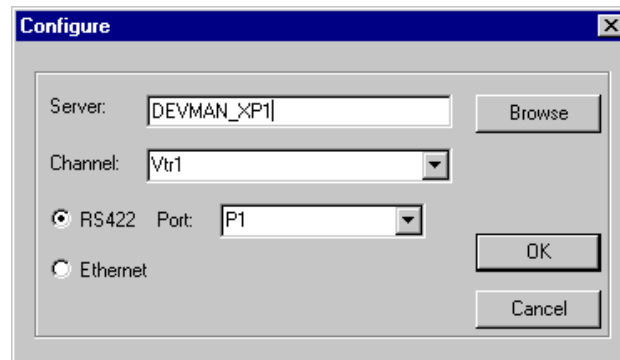 Configure
Server: DEVMAN_XP1 Browse
Channel: Vtr1
RS422 Port: P1
OK
Ethernet
Cancel